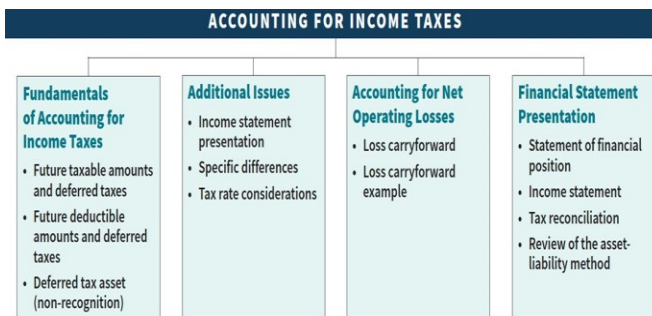 ACCOUNTING FOR INCOME TAXES
Fundamentals
of Accounting for
Income Taxes
• Future taxable amounts
and deferred taxes
• Future deductible
amounts and deferred
taxes
• Deferred tax asset
(non-recognition)
Additional Issues
• Income statement
presentation
• Specific differences
• Tax rate considerations
Accounting for Net
Operating Losses
• Loss carryforward
• Loss carryforward
example
Financial Statement
Presentation
• Statement of financial
position
• Income statement
• Tax reconciliation
• Review of the asset-
liability method